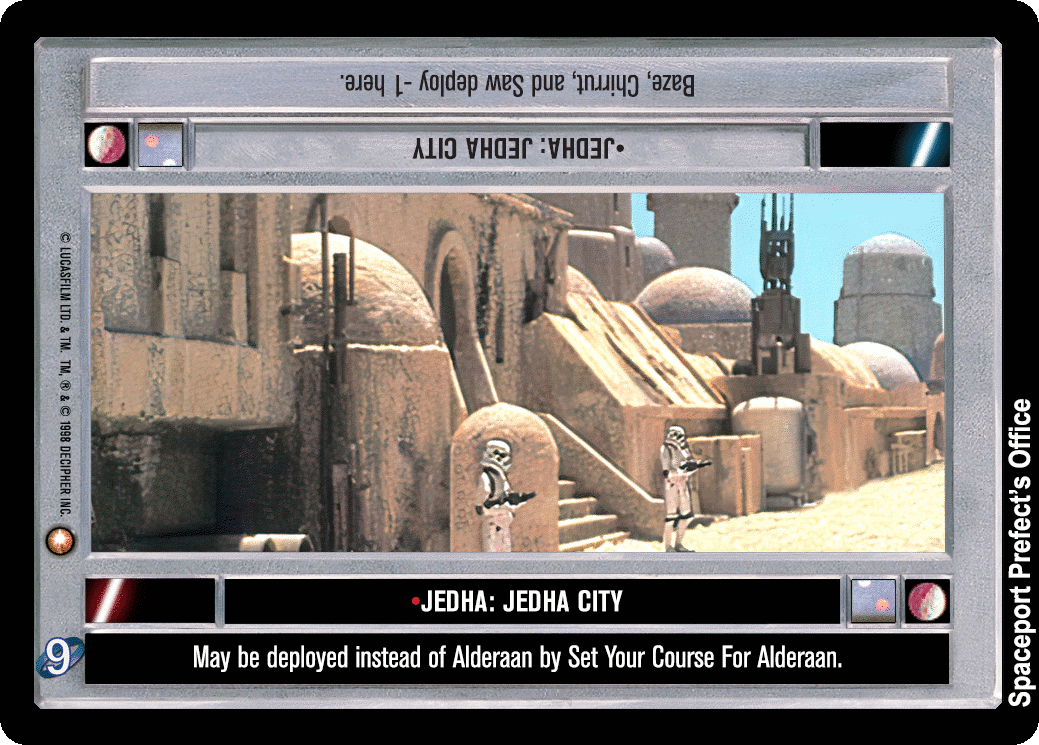 Baze, Chirrut, and Saw deploy -1 here.
•JEDHA: JEDHA CITY
© LUCASFILM LTD. & TM. TM, ® & © 1998 DECIPHER INC.
•JEDHA: JEDHA CITY
9
May be deployed instead of Alderaan by Set Your Course For Alderaan.
Spaceport Prefect's Office